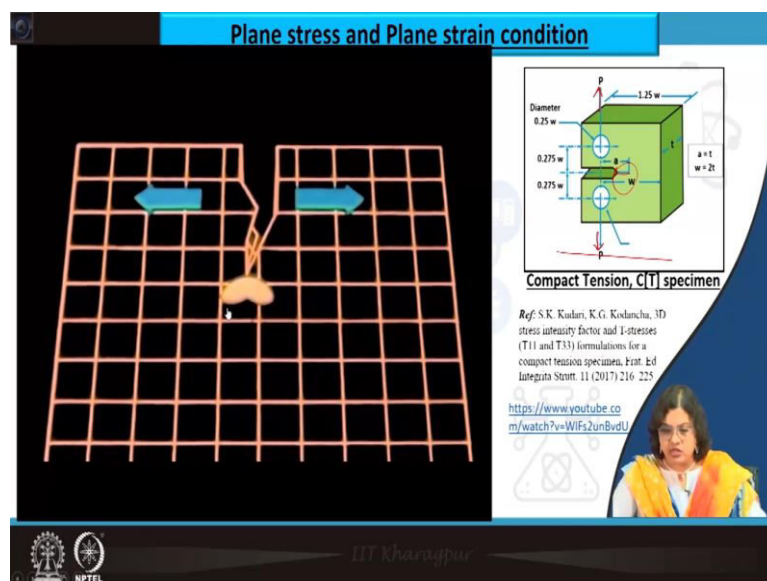 Plane stress and Plane strain condition
P
1.25 w
Diameter
0.25 w
a
t
0.275 w
w
0.275 w
a = t
w = 2t
P
Compact Tension, C[T] specimen
Ref: S.K. Kudari, K.G. Kodancha, 3D
stress intensity factor and T-stresses
(T11 and T33) formulations for a
compact tension specimen, Frat. Ed
Integrita Strutt. 11 (2017) 216 225
https://www.youtube.co
m/watch?v=WlFs2unBvdU
IIT Kharagpur
NPTEL